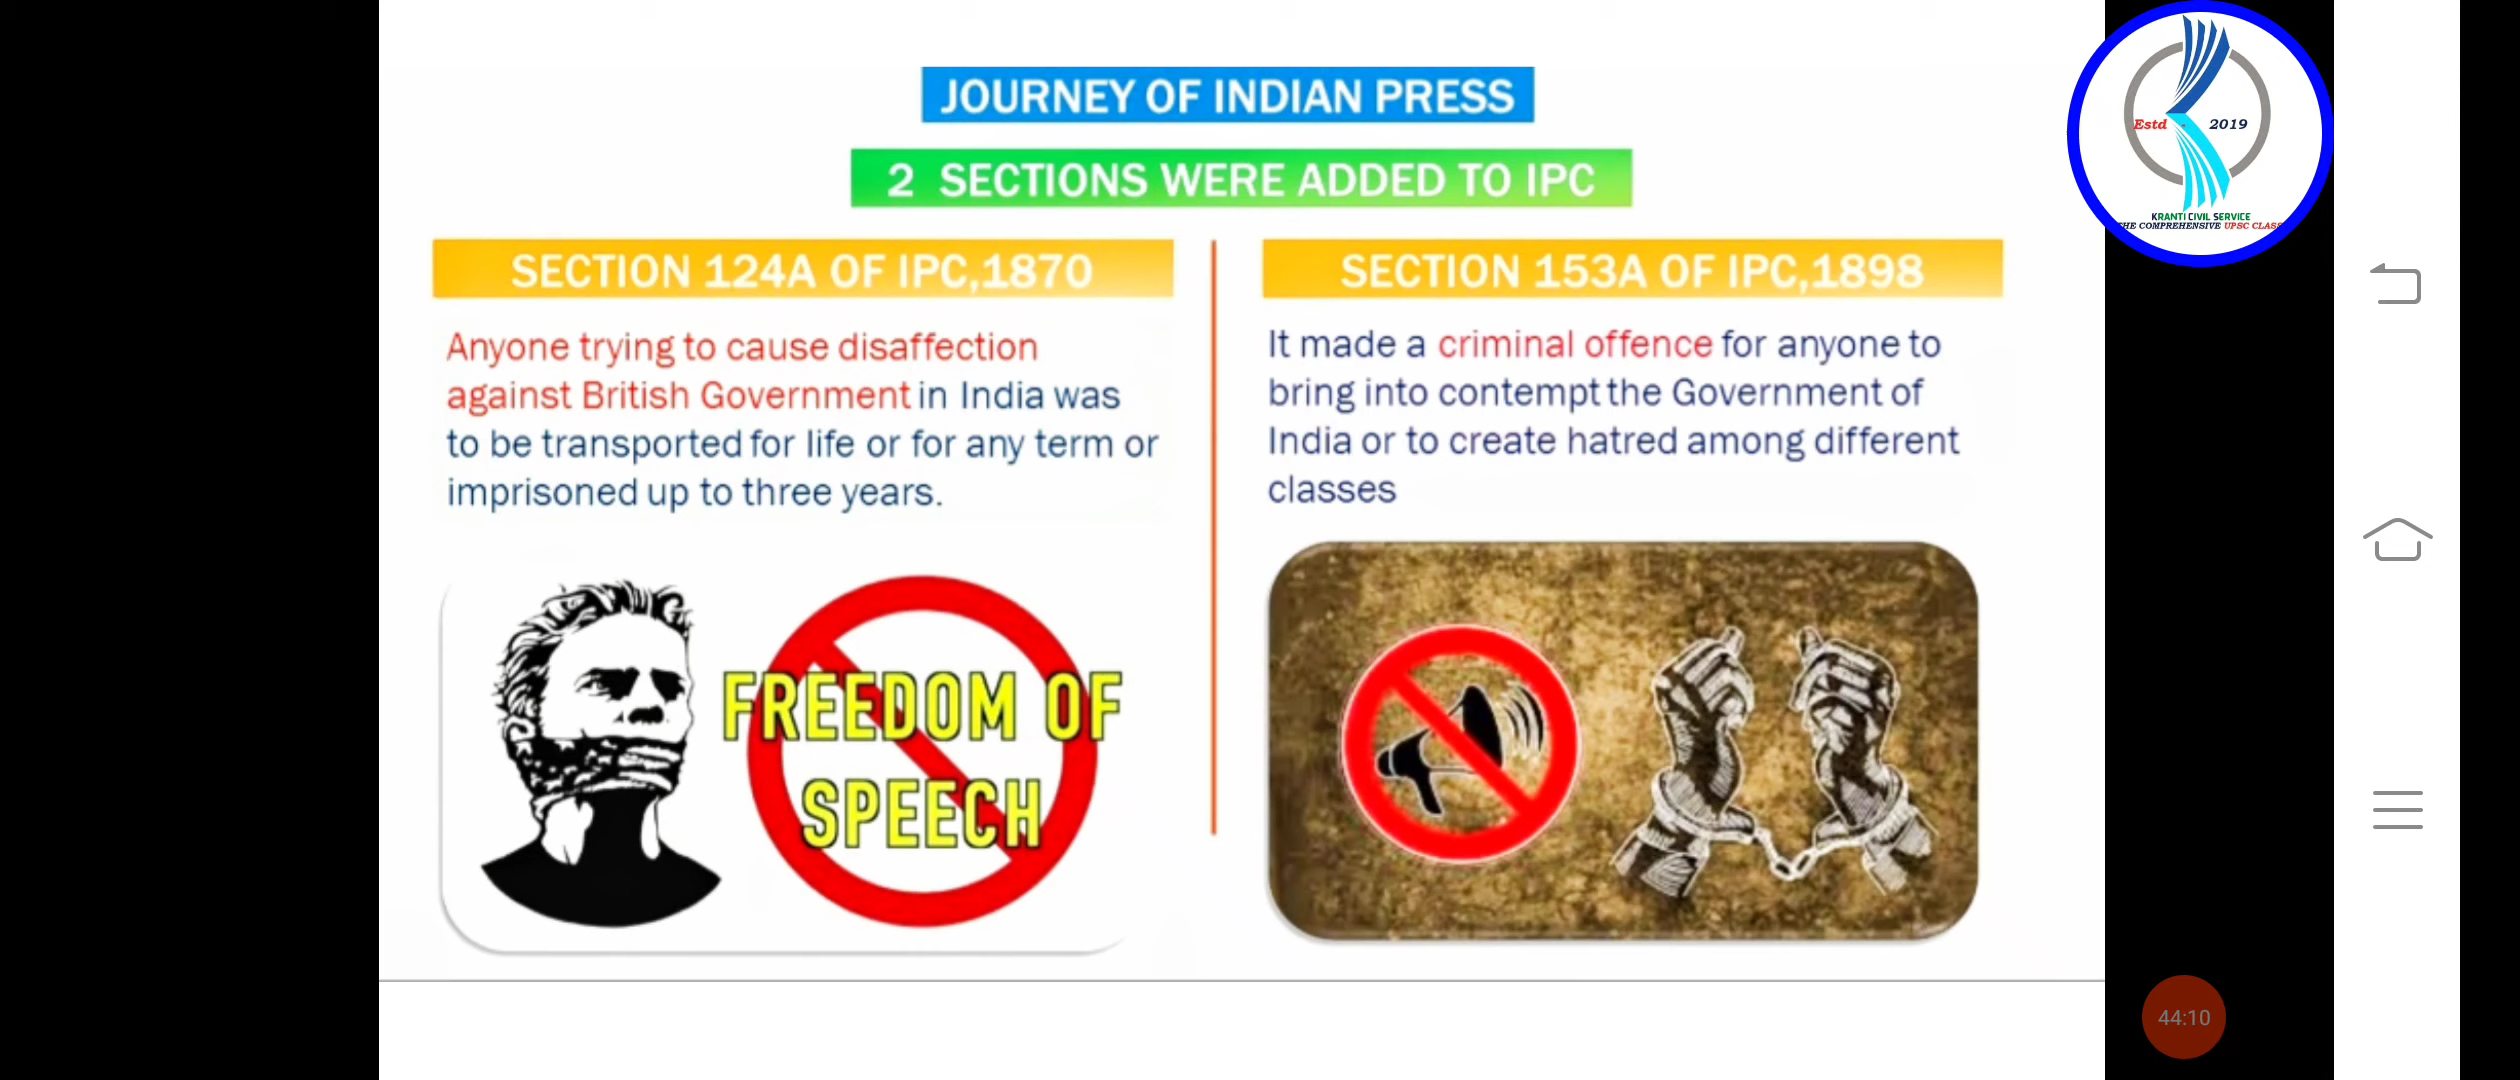 JOURNEY OF INDIAN PRESS
2 SECTIONS WERE ADDED TO IPC
SECTION 124A OF IPC,1870
Anyone trying to cause disaffection
against British Government in India was
to be transported for life or for any term or
imprisoned up to three years.
FREEDOM OF
SPEECH
SECTION 153A OF IPC,1898
It made a criminal offence for anyone to
bring into contempt the Government of
India or to create hatred among different
classes
Estd - 2019
KRANTI CIVIL SERVICE
THE COMPREHENSIVE UPSC CLASS
44:10